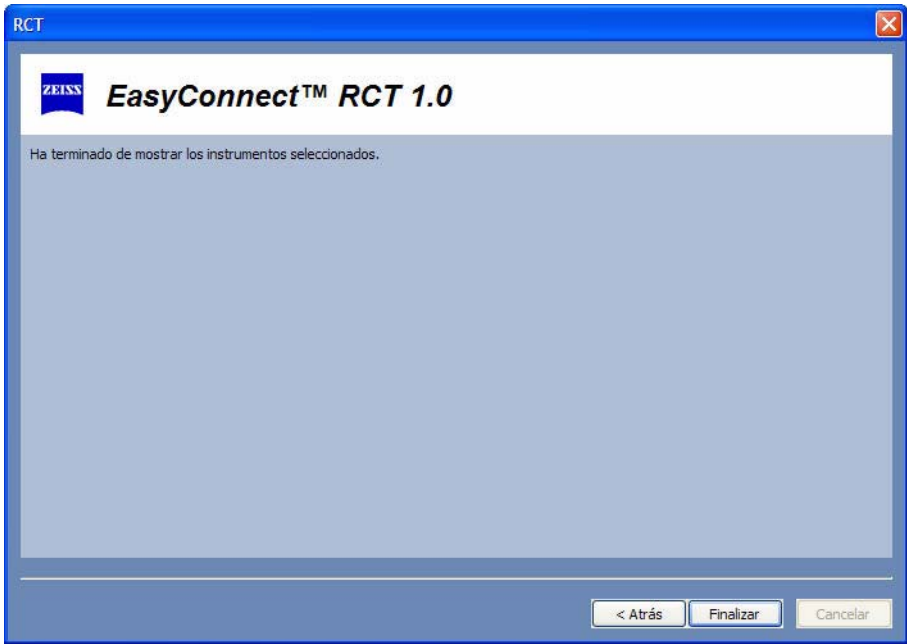 RCT
ZEISS
EasyConnect™ RCT 1.0
Ha terminado de mostrar los instrumentos seleccionados.
< Atrás
Finalizar
Cancelar